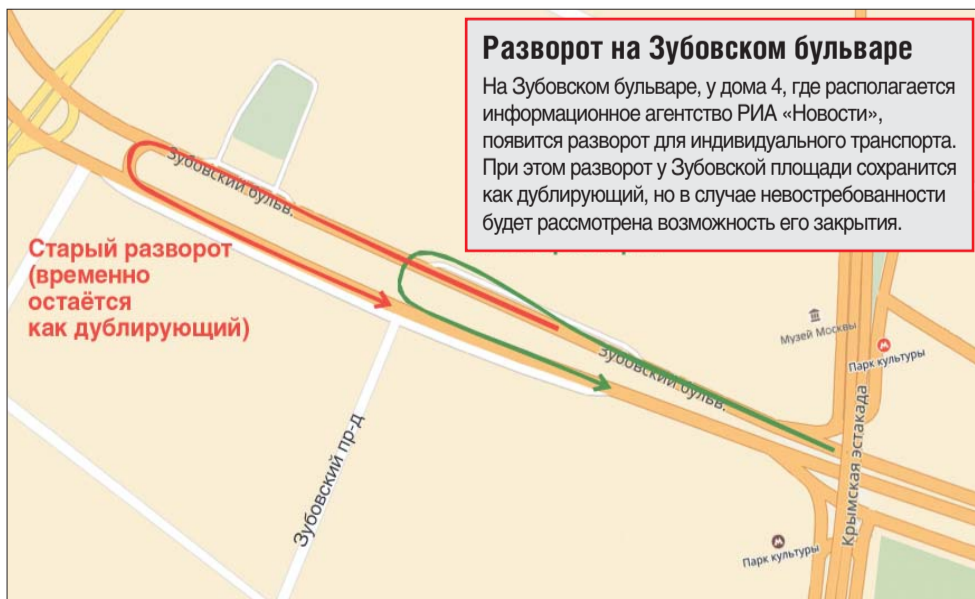 Разворот на Зубовском бульваре
На Зубовском бульваре, у дома 4, где располагается
информационное агентство РИА «Новости»,
появится разворот для индивидуального транспорта.
При этом разворот у Зубовской площади сохранится
как дублирующий, но в случае невостребованности
будет рассмотрена возможность его закрытия.
Зубовский бульв.
Старый разворот
(временно
остаётся
как дублирующий)
Музей Москвы
Парк культуры
Зубовский бульв.
Крымская эстакада
Зубовский пр-д
Парк культуры